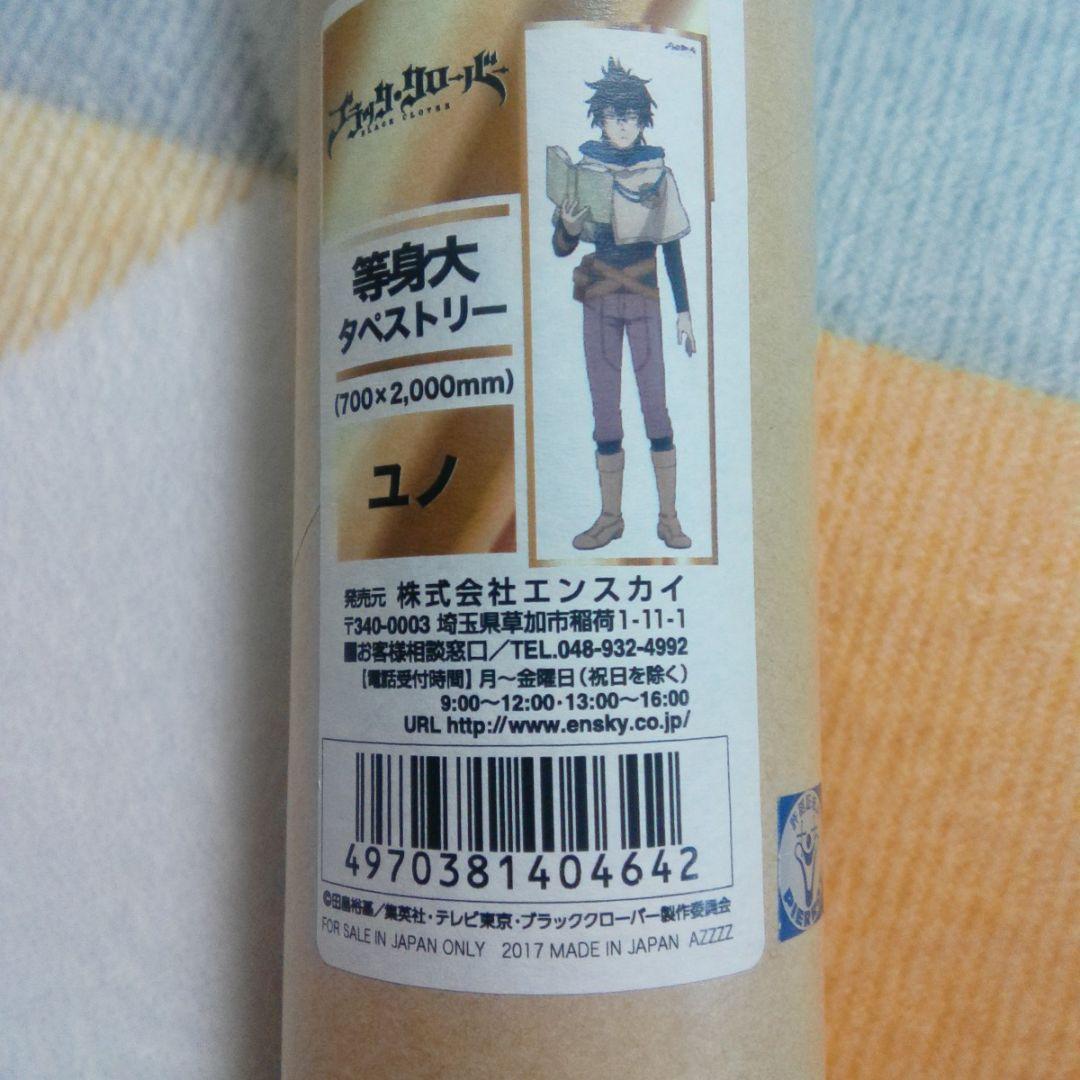 ブラック・クローバー
BLACK CLOVER
等身大
タペストリー
(700×2,000mm)
ユノ
発売元 株式会社エンスカイ
〒340-0003 埼玉県草加市稲荷1-11-1
■お客様相談窓口/TEL.048-932-4992
【電話受付時間】月～金曜日(祝日を除く)
9:00～12:00・13:00～16:00
URL http://www.ensky.co.jp/
4970381404642
©田畠裕基/集英社・テレビ東京・ブラッククローバー製作委員会
FOR SALE IN JAPAN ONLY 2017 MADE IN JAPAN AZZZZ